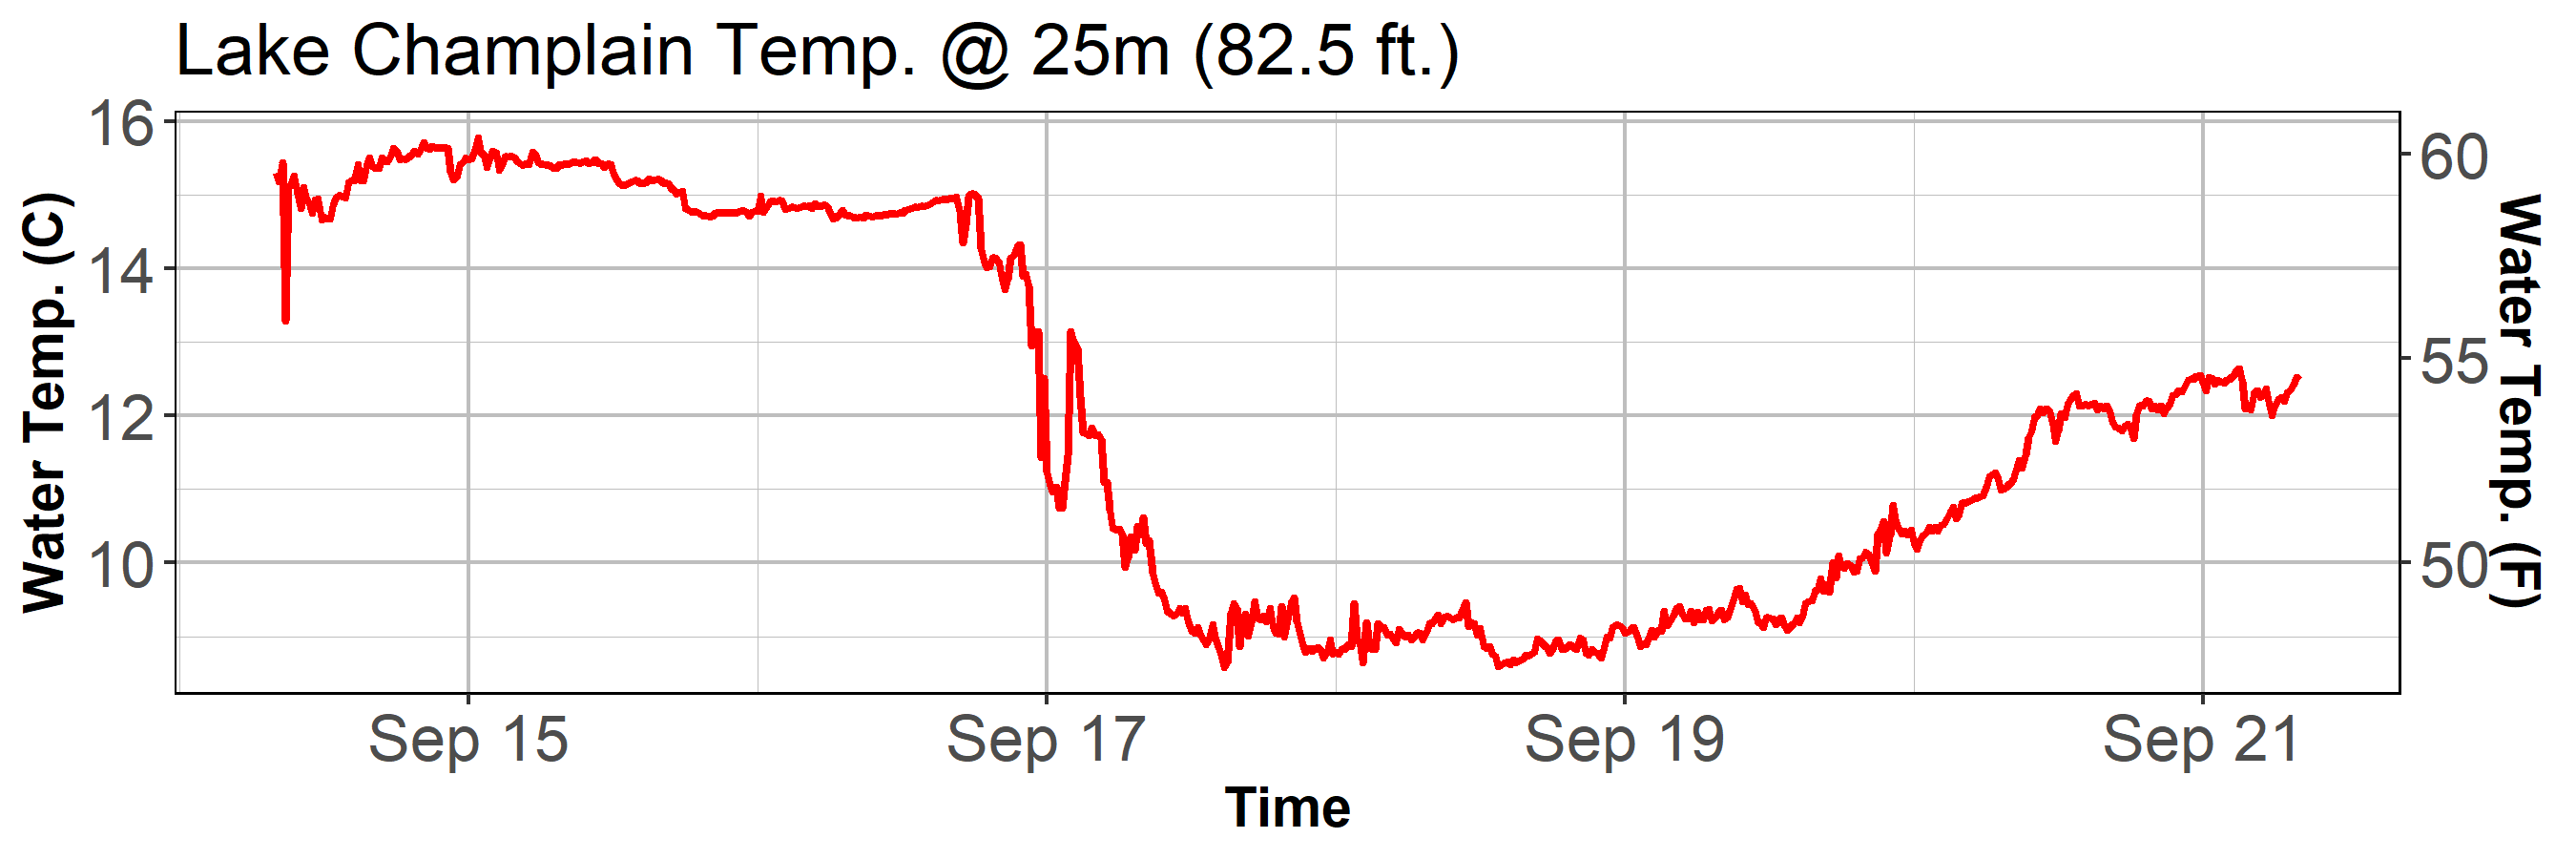 Lake Champlain Temp. @ 25m (82.5 ft.)
Water Temp. (C)
16
14
12
10
60
55
50
Water Temp. (F)
Sep 15 Sep 17 Sep 19 Sep 21
Time